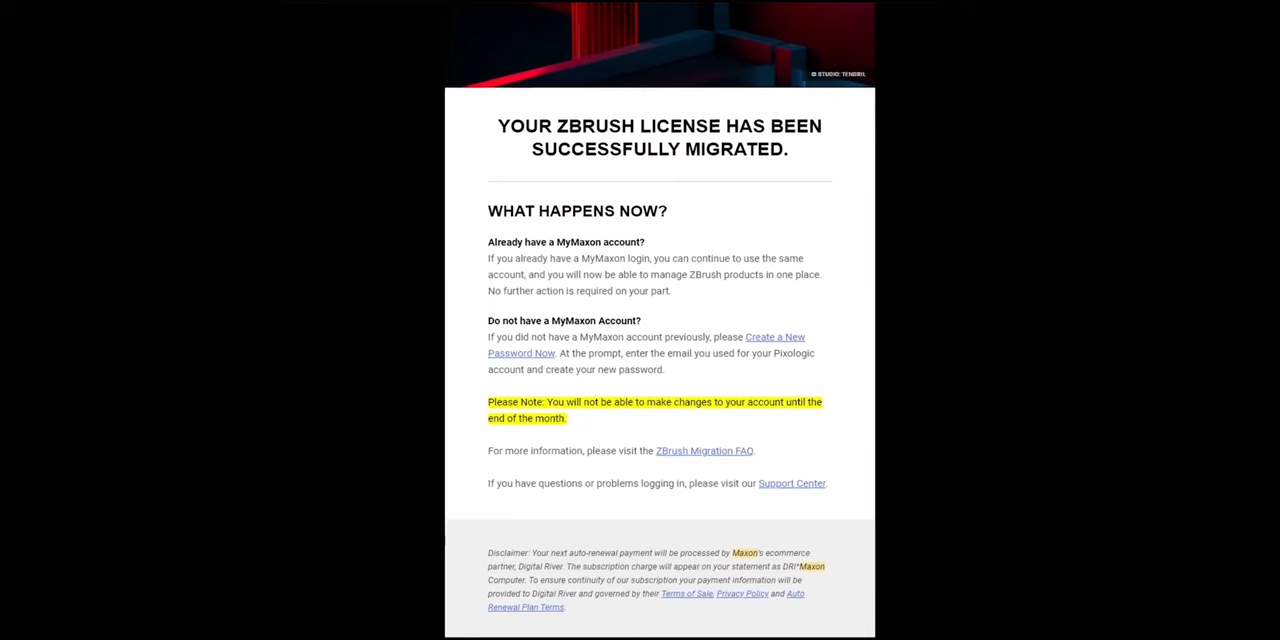 © STUDIO: TENDRIL
YOUR ZBRUSH LICENSE HAS BEEN
SUCCESSFULLY MIGRATED.
WHAT HAPPENS NOW?
Already have a MyMaxon account?
If you already have a MyMaxon login, you can continue to use the same
account, and you will now be able to manage ZBrush products in one place.
No further action is required on your part.
Do not have a MyMaxon Account?
If you did not have a MyMaxon account previously, please Create a New
Password Now. At the prompt, enter the email you used for your Pixologic
account and create your new password.
Please Note: You will not be able to make changes to your account until the
end of the month.
For more information, please visit the ZBrush Migration FAQ.
If you have questions or problems logging in, please visit our Support Center.
Disclaimer: Your next auto-renewal payment will be processed by Maxon's ecommerce
partner, Digital River. The subscription charge will appear on your statement as DRI*Maxon
Computer. To ensure continuity of our subscription your payment information will be
provided to Digital River and governed by their Terms of Sale, Privacy Policy and Auto
Renewal Plan Terms.